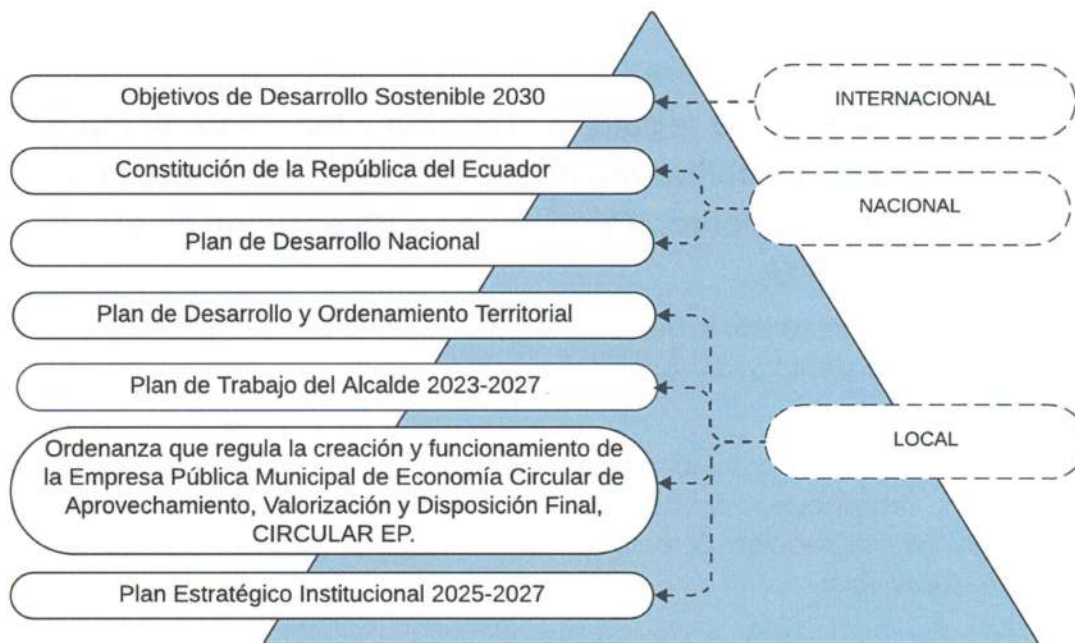 Objetivos de Desarrollo Sostenible 2030
INTERNACIONAL
Constitución de la República del Ecuador
NACIONAL
Plan de Desarrollo Nacional
Plan de Desarrollo y Ordenamiento Territorial
Plan de Trabajo del Alcalde 2023-2027
LOCAL
Ordenanza que regula la creación y funcionamiento de
la Empresa Pública Municipal de Economía Circular de
Aprovechamiento, Valorización y Disposición Final,
CIRCULAR EP.
Plan Estratégico Institucional 2025-2027